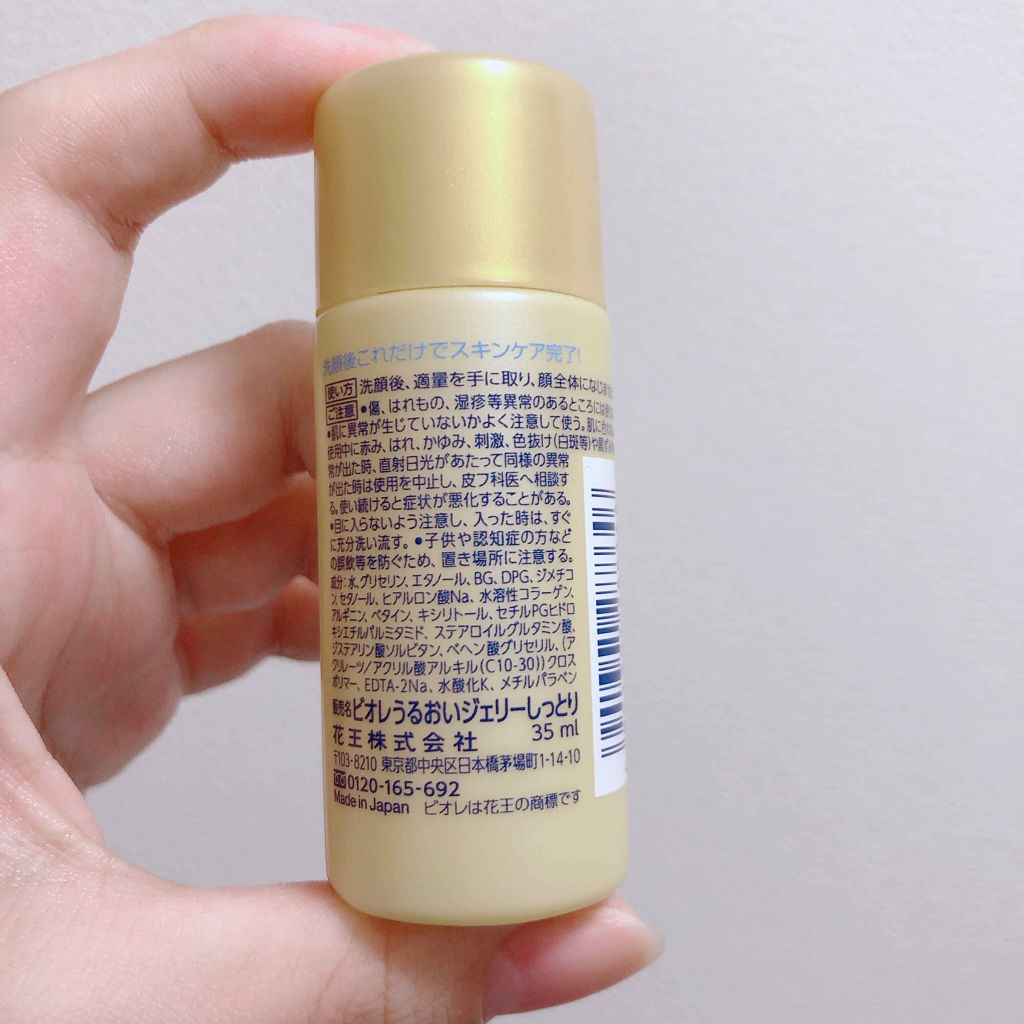 洗顔後これだけでスキンケア完了!
使い方 洗顔後、適量を手に取り、顔全体になじま
ご注意 •傷、はれもの、湿疹等異常のあるところには使
•肌に異常が生じていないかよく注意して使う。肌に合わ
使用中に赤み、はれ、かゆみ、刺激、色抜け(白斑等)や黒ず
常が出た時、直射日光があたって同様の異常
が出た時は使用を中止し、皮フ科医へ相談す
る。使い続けると症状が悪化することがある。
•目に入らないよう注意し、入った時は、すぐ
に充分洗い流す。 •子供や認知症の方など
の誤飲等を防ぐため、置き場所に注意する。
成分:水、グリセリン、エタノール、BG、DPG、ジメチコ
ン、セタノール、ヒアルロン酸Na、水溶性コラーゲン、
アルギニン、ベタイン、キシリトール、セチルPGヒドロ
キシエチルパルミタミド、ステアロイルグルタミン酸、
ジステアリン酸ソルビタン、ベヘン酸グリセリル、(ア
クリレーツ/アクリル酸アルキル(C10-30))クロス
ポリマー、EDTA-2Na、水酸化K、メチルパラベン
販売名 ビオレうるおいジェリーしっとり
花王株式会社 35 ml
〒103-8210 東京都中央区日本橋茅場町1-14-10
0120-165-692
Made in Japan ビオレは花王の商標です